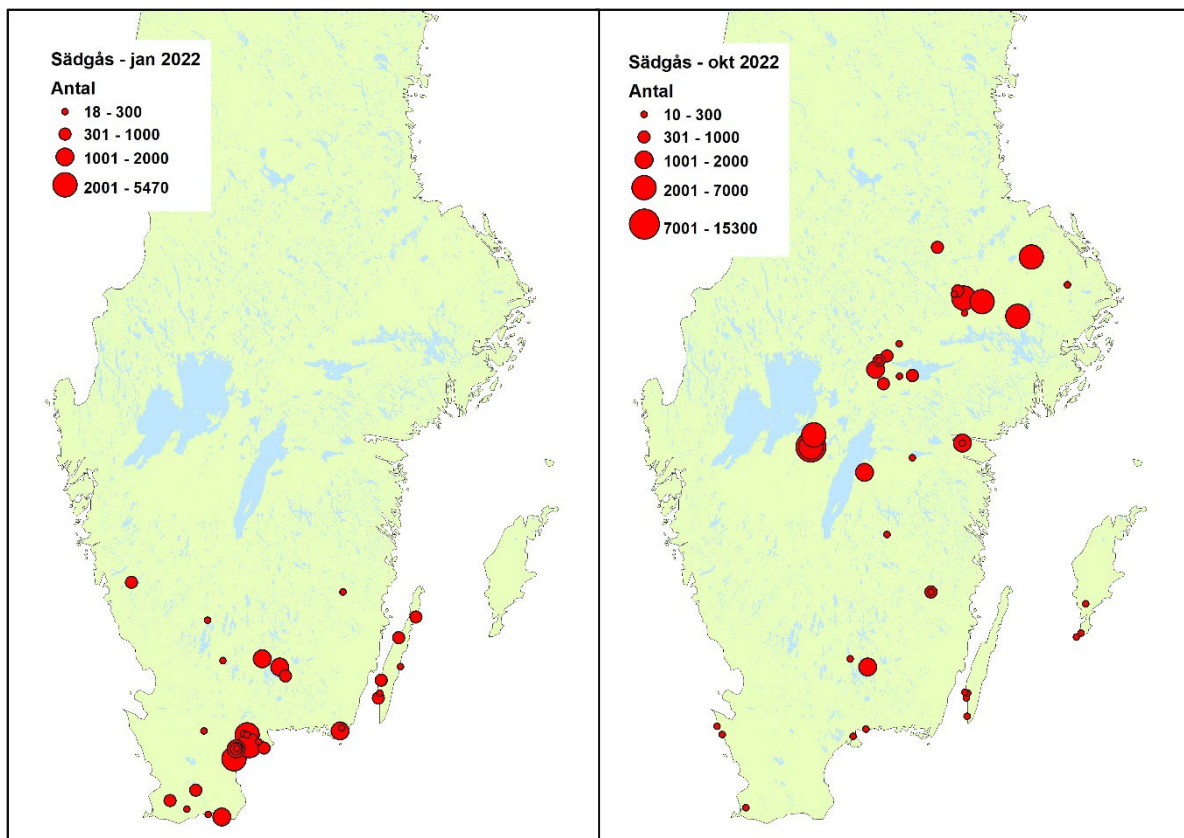 Sädgås - jan 2022
Antal
18 - 300
301 - 1000
1001 - 2000
2001 - 5470
Sädgås - okt 2022
Antal
10 - 300
301 - 1000
1001 - 2000
2001 - 7000
7001 - 15300